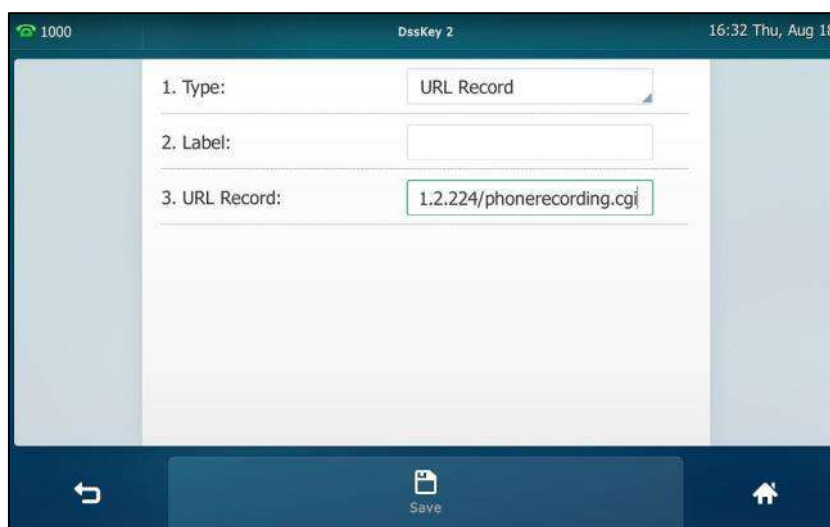 1000 DssKey 2 16:32 Thu, Aug 18
1. Type: URL Record
2. Label:
3. URL Record: 1.2.224/phonerecording.cgi
Save